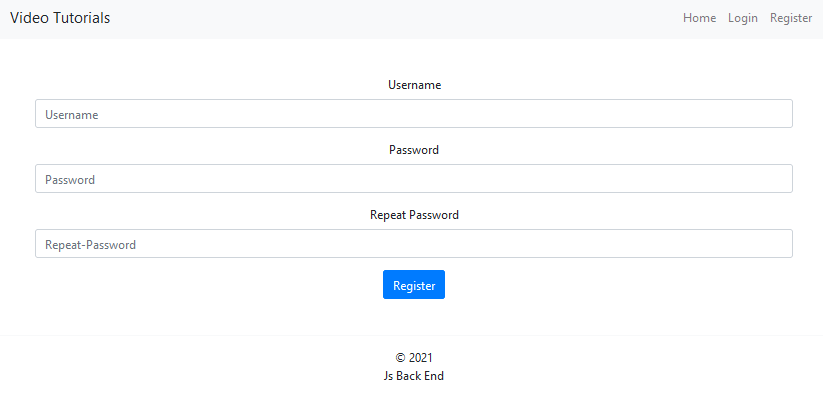 Video Tutorials Home Login Register
Username
Username
Password
Password
Repeat Password
Repeat-Password
Register
© 2021
Js Back End